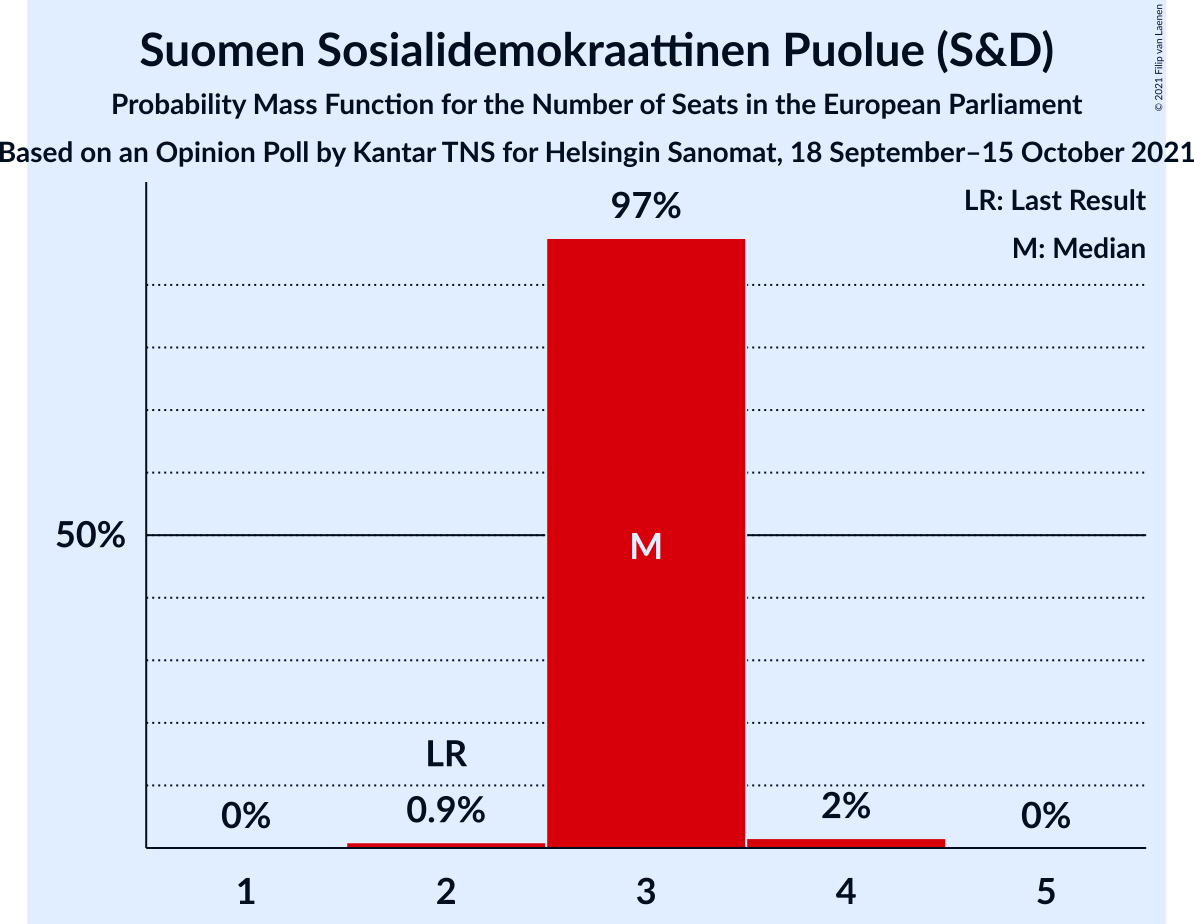 Suomen Sosialidemokraattinen Puolue (S&D)
Probability Mass Function for the Number of Seats in the European Parliament
Based on an Opinion Poll by Kantar TNS for Helsingin Sanomat, 18 September–15 October 2021
© 2021 Filip van Laenen
LR: Last Result
M: Median
97%
50%
M
LR
0% 0.9% 2% 0%
1 2 3 4 5